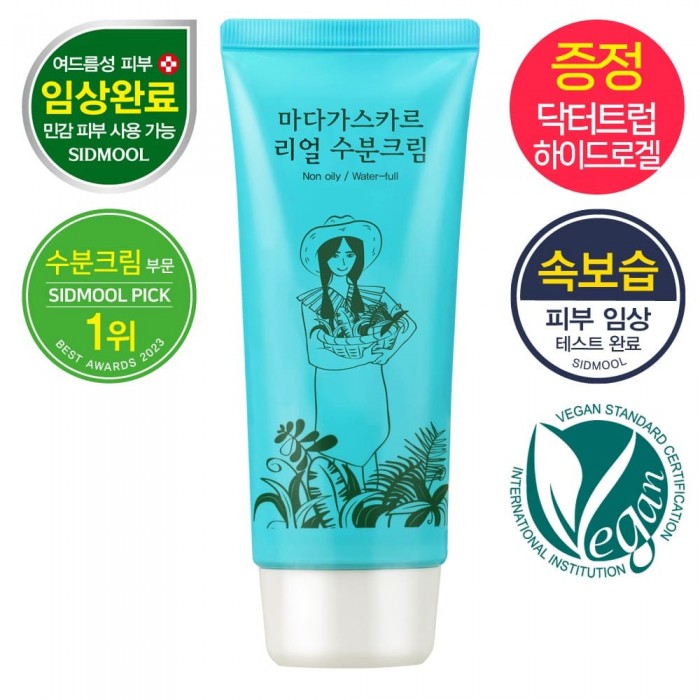 여드름성 피부
임상완료
민감 피부 사용 가능
SIDMOOL
수분크림 부문
SIDMOOL PICK
1위
BEST AWARDS 2023
마다가스카르
리얼 수분크림
Non oily / Water-full
증정
닥터트럽
하이드로겔
속보습
피부 임상
테스트 완료
SIDMOOL
VEGAN STANDARD CERTIFICATION
Vegan
INTERNATIONAL INSTITUTION